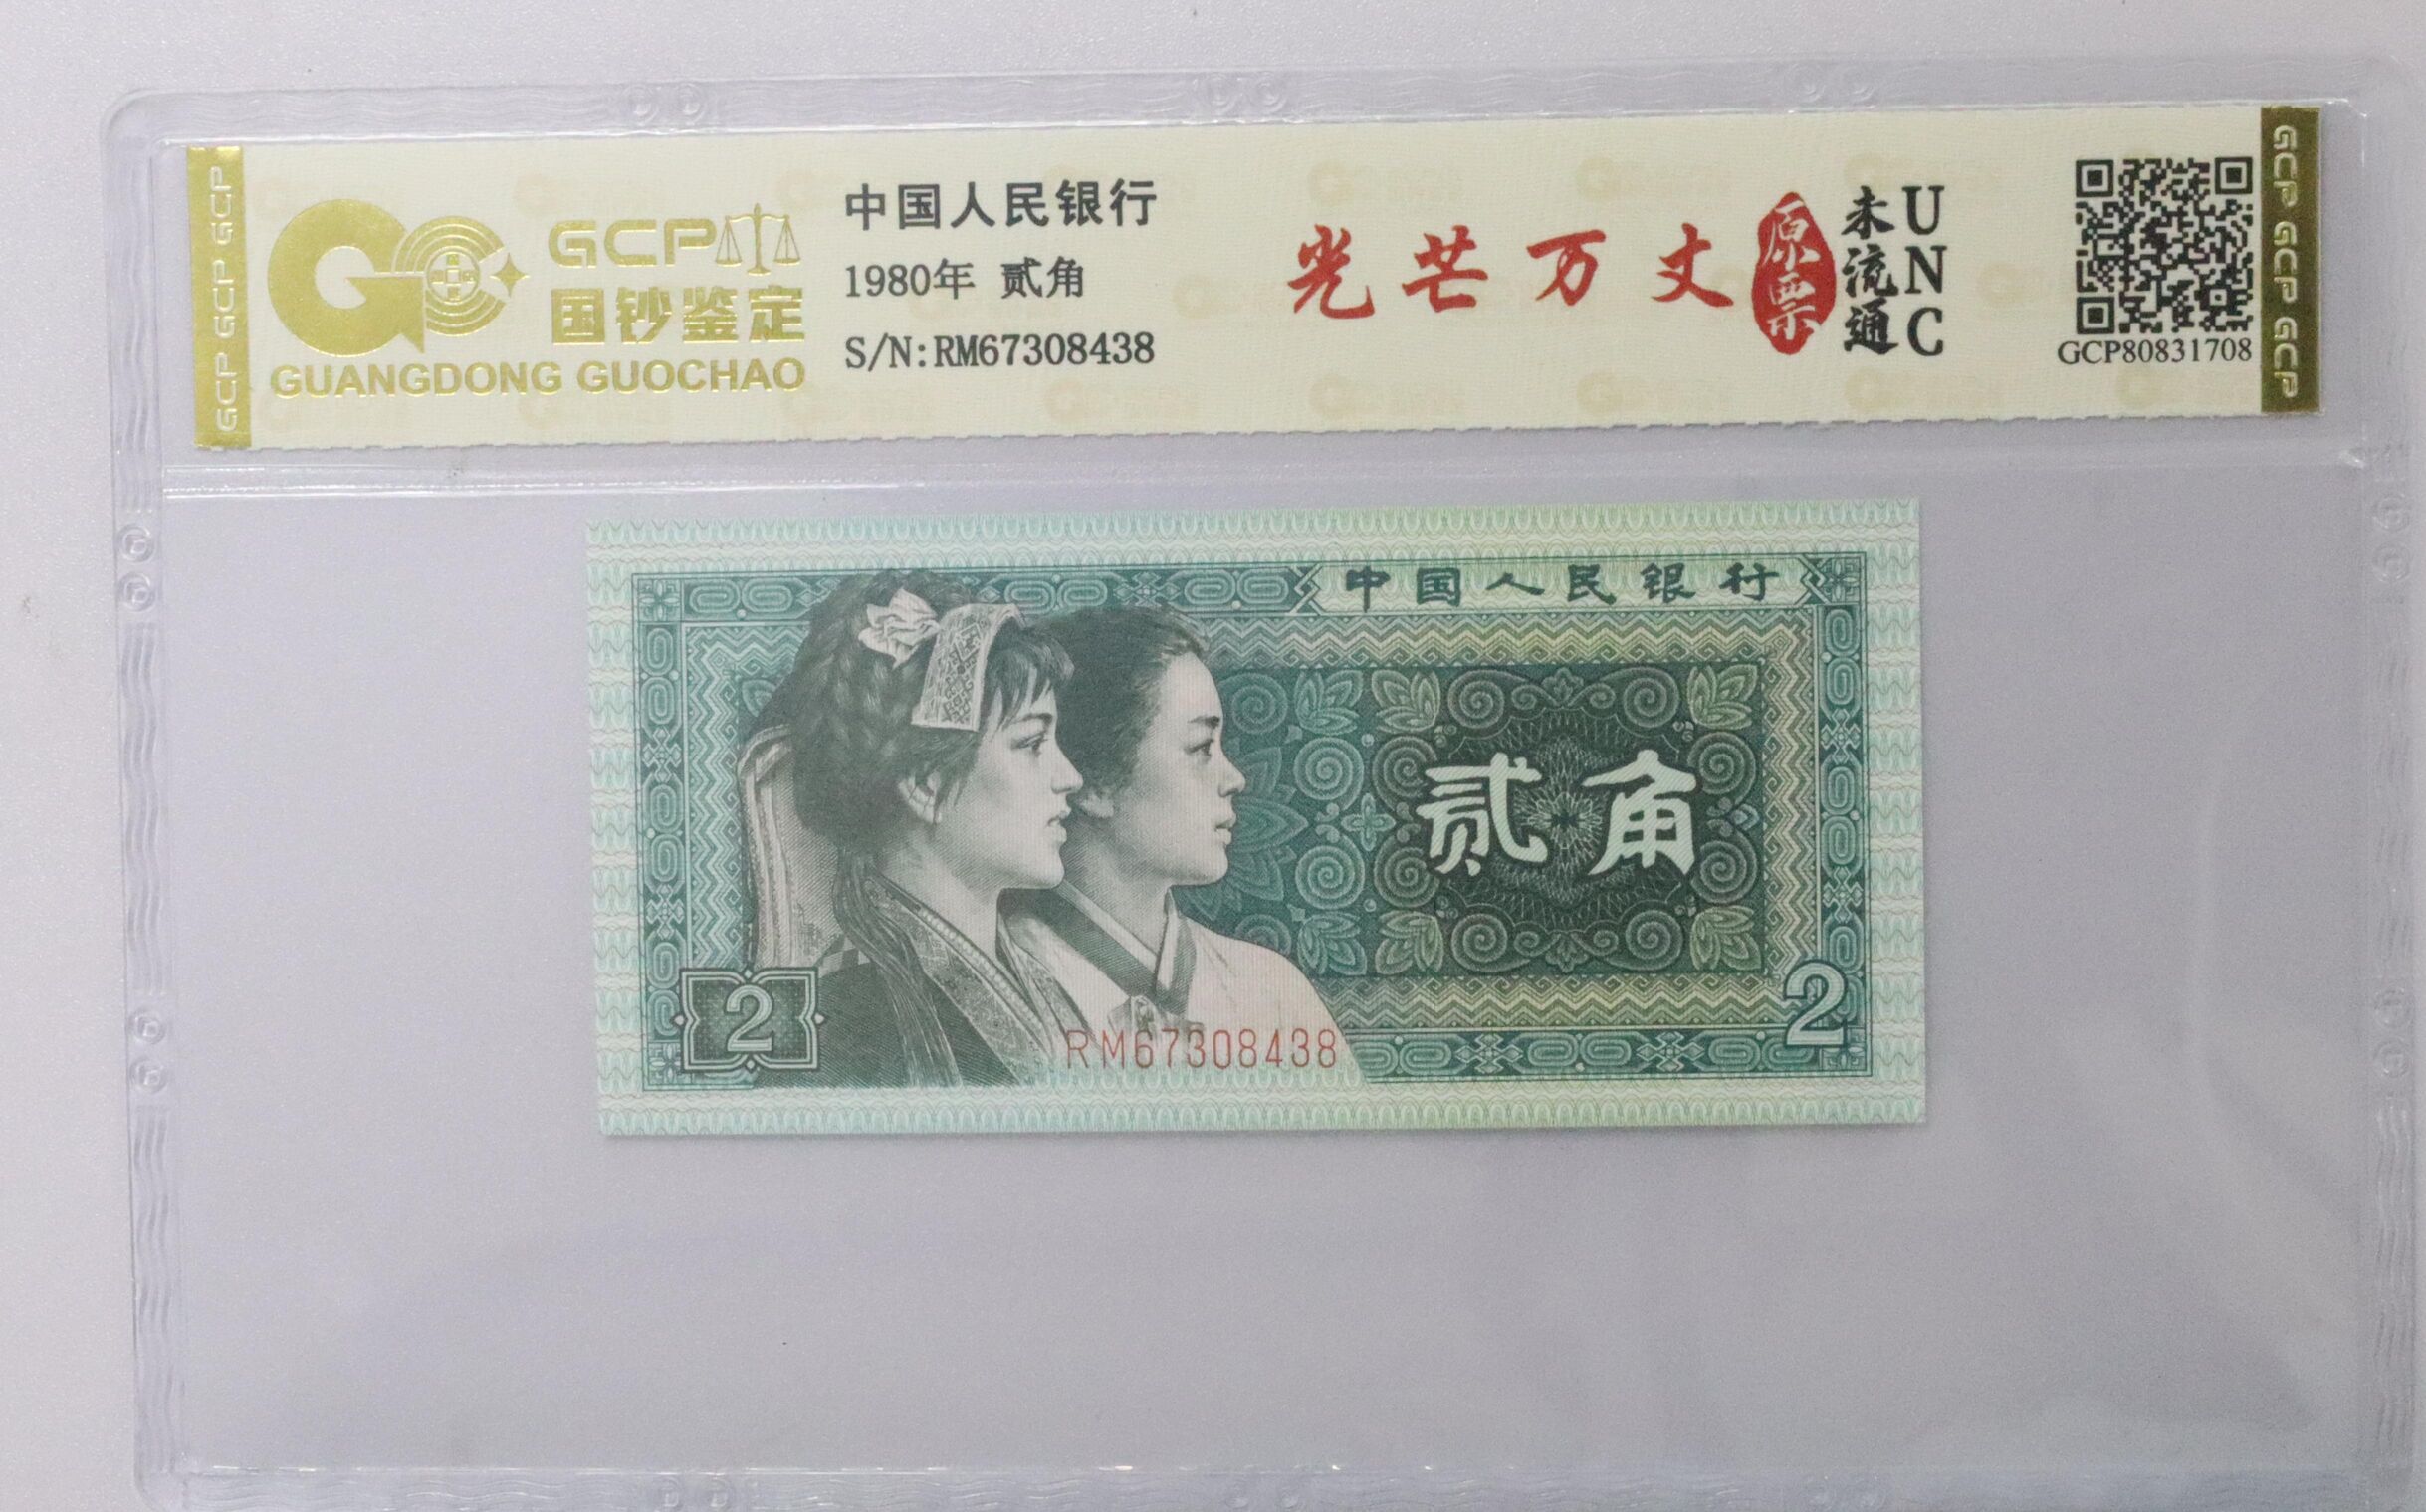 GCP GCP GCP
GCP
国钞鉴定
GUANGDONG GUOCHAO
中国人民银行
1980年 贰角
S/N:RM67308438
光芒万丈
原票
未流通
UNC
GCP80831708
GCP GCP GCP
中国人民银行
贰角
2
2
RM67308438